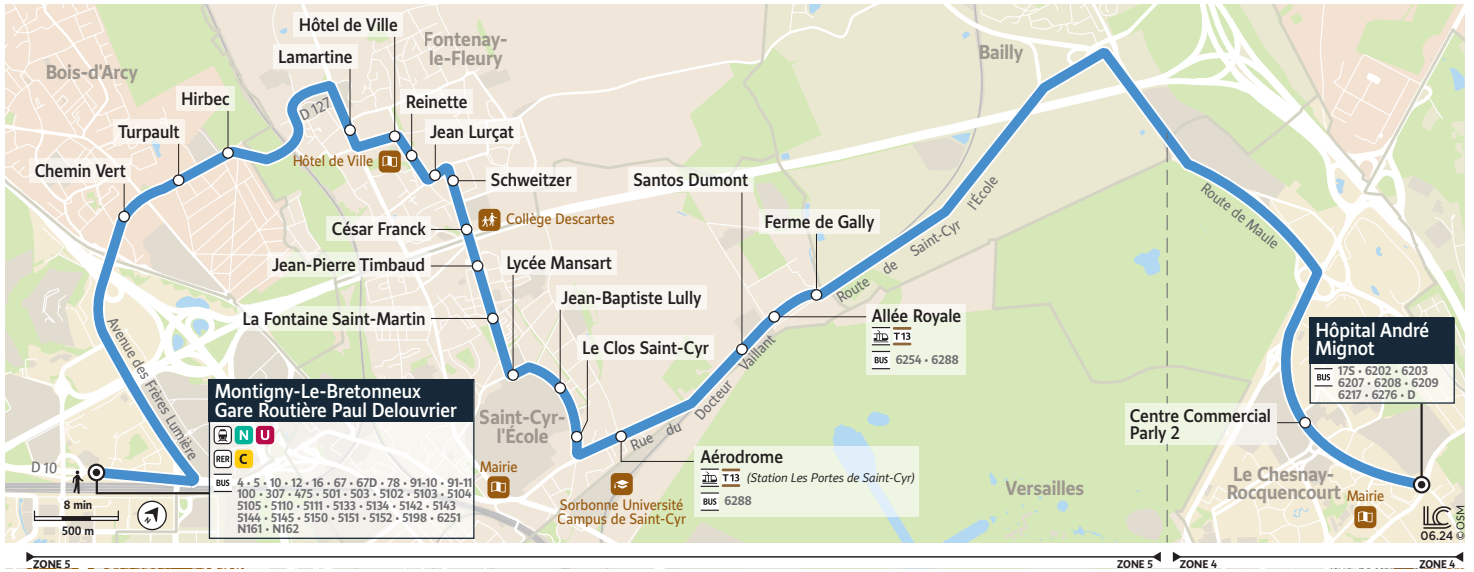 Hôtel de Ville
Fontenay-
le-Fleury
Bailly
Lamartine
Bois-d'Arcy
Hirbec
D 127
Reinette
Turpault
Jean Lurçat
Hôtel de Ville
Chemin Vert
Schweitzer
Santos Dumont
l'École
Collège Descartes
Ferme de Gally
César Franck
Route de Saint-Cyr
Route de Maule
Jean-Pierre Timbaud
Lycée Mansart
Jean-Baptiste Lully
La Fontaine Saint-Martin
Allée Royale
T13
BUS 6254 • 6288
Le Clos Saint-Cyr
Avenue des Frères Lumière
Hôpital André
Mignot
BUS 175 • 6202 • 6203
6207 • 6208 • 6209
6217 • 6276 • D
Montigny-Le-Bretonneux
Gare Routière Paul Delouvrier
N U
RER C
BUS 4 • 5 • 10 • 12 • 16 • 67 • 67D • 78 • 91-10 • 91-11
100 • 307 • 475 • 501 • 503 • 5102 • 5103 • 5104
5105 • 5110 • 5111 • 5133 • 5134 • 5142 • 5143
5144 • 5145 • 5150 • 5151 • 5152 • 5198 • 6251
N161 • N162
Saint-Cyr-
l'École
Rue du Docteur Vaillant
Centre Commercial
Parly 2
Aérodrome
T13 (Station Les Portes de Saint-Cyr)
BUS 6288
D 10
Mairie
Sorbonne Université
Campus de Saint-Cyr
Versailles
Le Chesnay-
Rocquencourt
Mairie
8 min
500 m
LC
06.24 © OSM
ZONE 5
ZONE 5
ZONE 4
ZONE 4